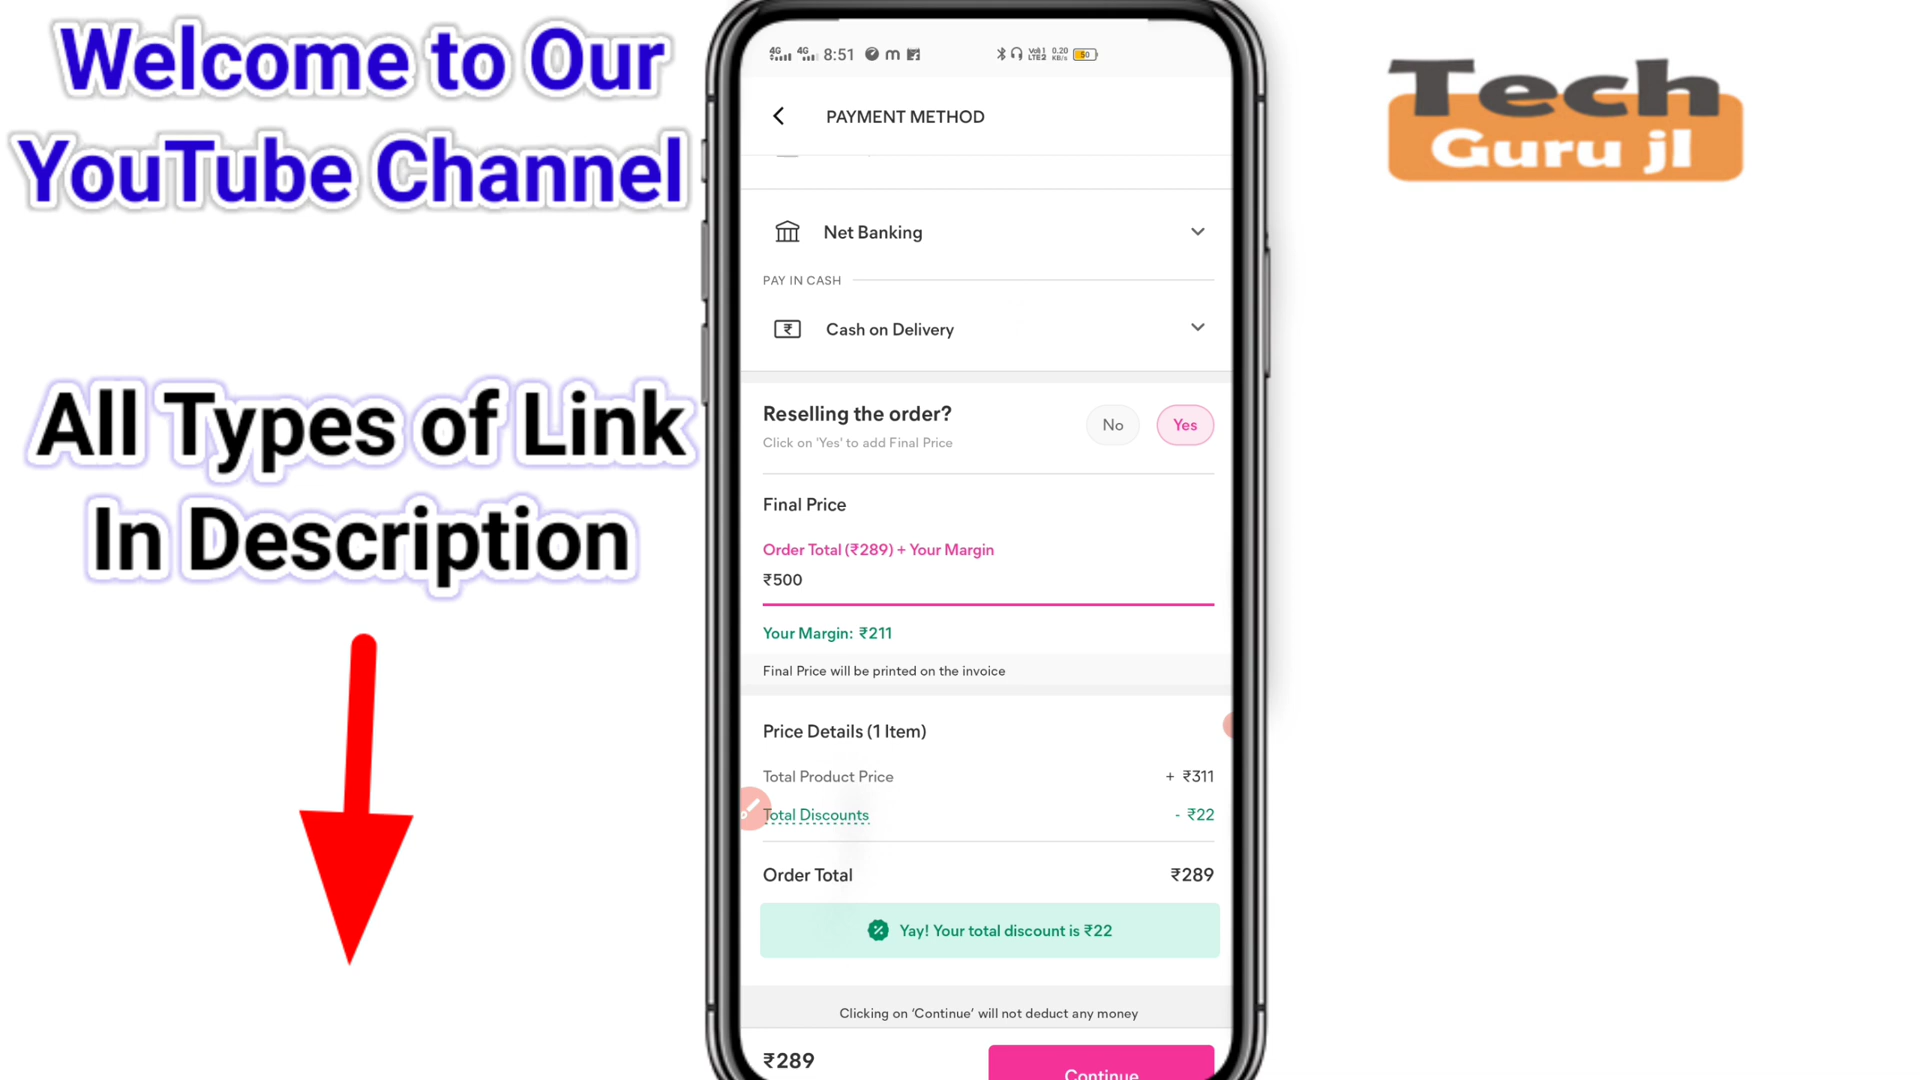 Welcome to Our
YouTube Channel
All Types of Link
In Description
Tech
Guru jI
8:51
50
PAYMENT METHOD
Net Banking
PAY IN CASH
Cash on Delivery
Reselling the order?
Click on 'Yes' to add Final Price
No
Yes
Final Price
Order Total (₹289) + Your Margin
₹500
Your Margin: ₹211
Final Price will be printed on the invoice
Price Details (1 Item)
Total Product Price + ₹311
Total Discounts - ₹22
Order Total ₹289
Yay! Your total discount is ₹22
Clicking on 'Continue' will not deduct any money
₹289
Continue